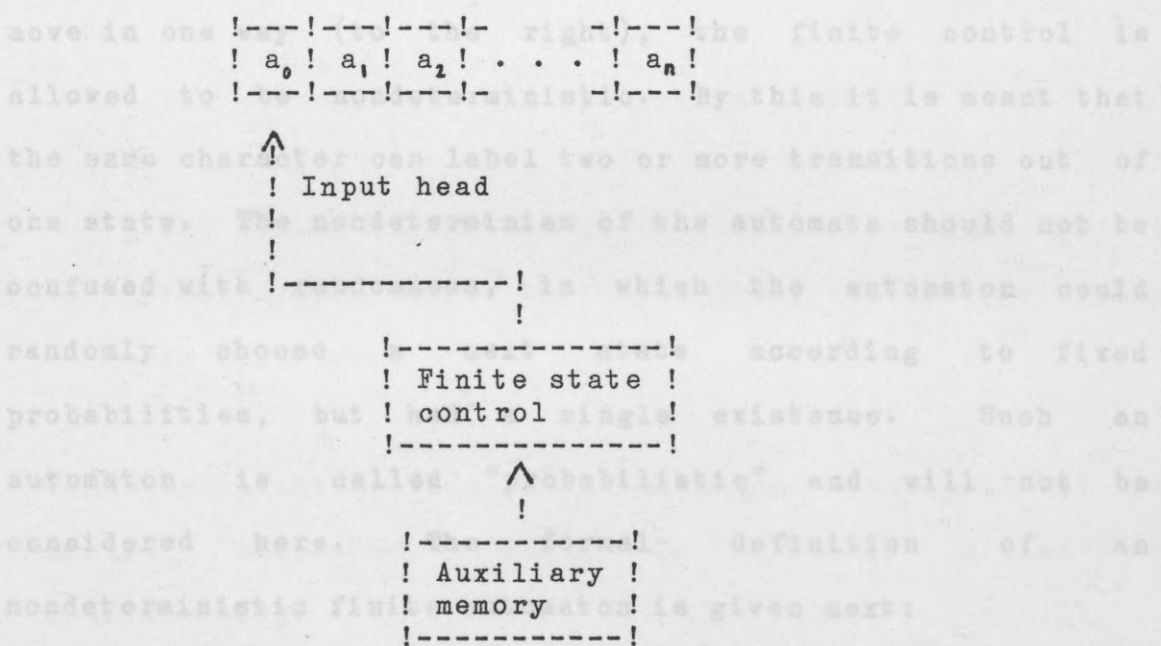 move in one way (to the right), the finite control is
a₀ a₁ a₂ . . . aₙ
allowed to be nondeterministic. By this it is meant that
the same character can label two or more transitions out of
Input head
one state. The nondeterminism of the automata should not be
confused with randomness, in which the automaton could
randomly choose a next state according to fixed
Finite state
control
probabilities, but had single existence. Such an
automaton is called "probabilistic" and will not be
considered here. The formal definition of an
Auxiliary
memory
nondeterministic finite automaton is given next: